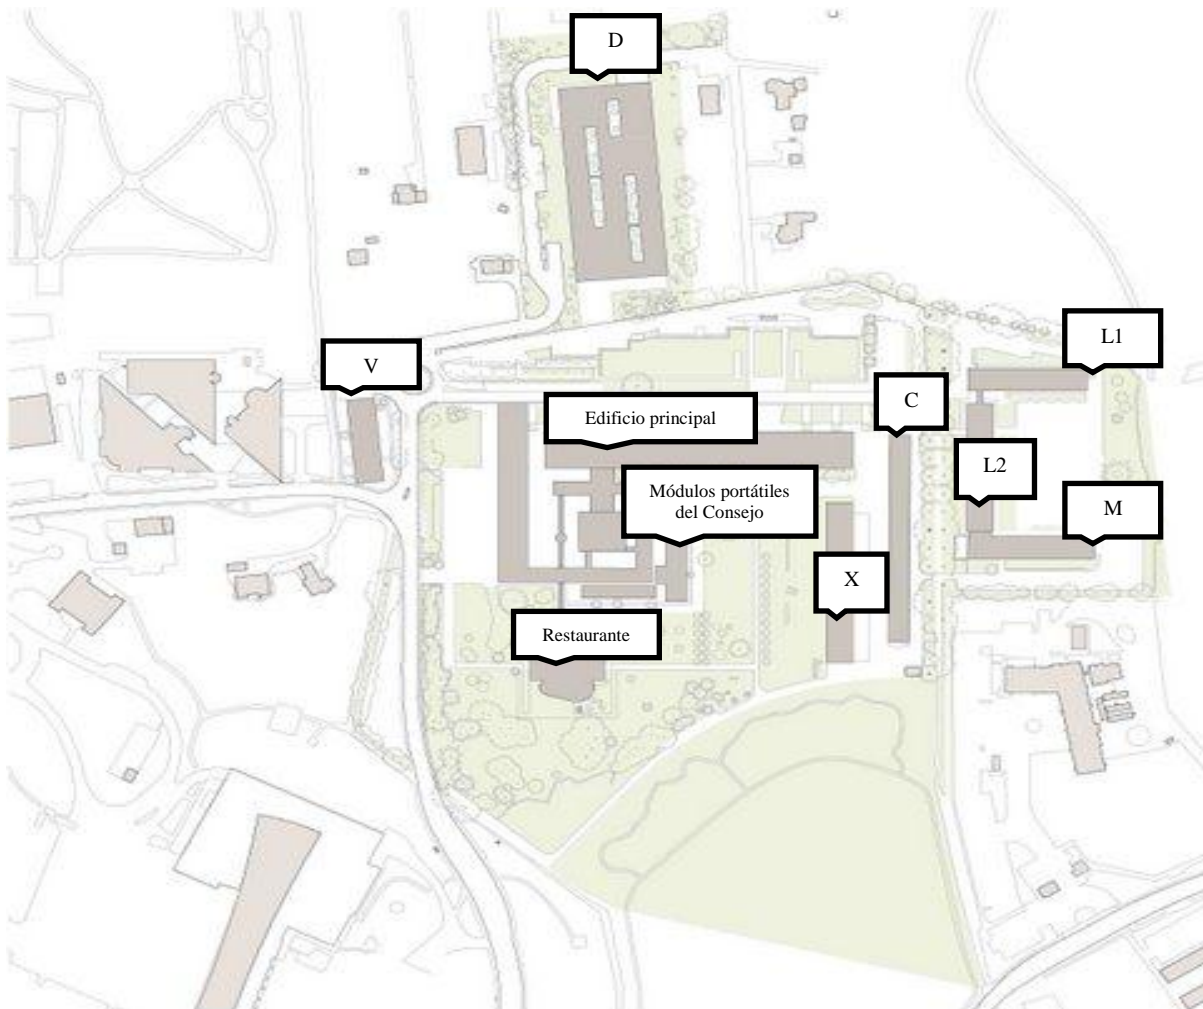 D
V
L1
C
Edificio principal
L2
Módulos portátiles
del Consejo
M
X
Restaurante